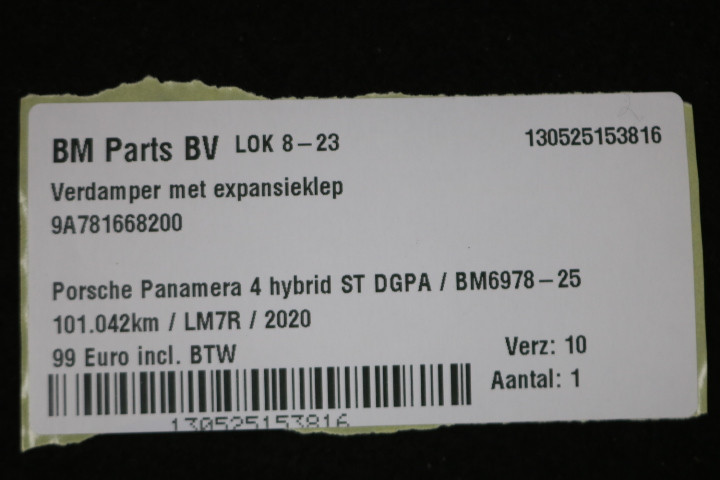 BM Parts BV LOK 8-23 130525153816
Verdamper met expansieklep
9A781668200
Porsche Panamera 4 hybrid ST DGPA / BM6978-25
101.042km / LM7R / 2020
99 Euro incl. BTW
Verz: 10
Aantal: 1
130525153816